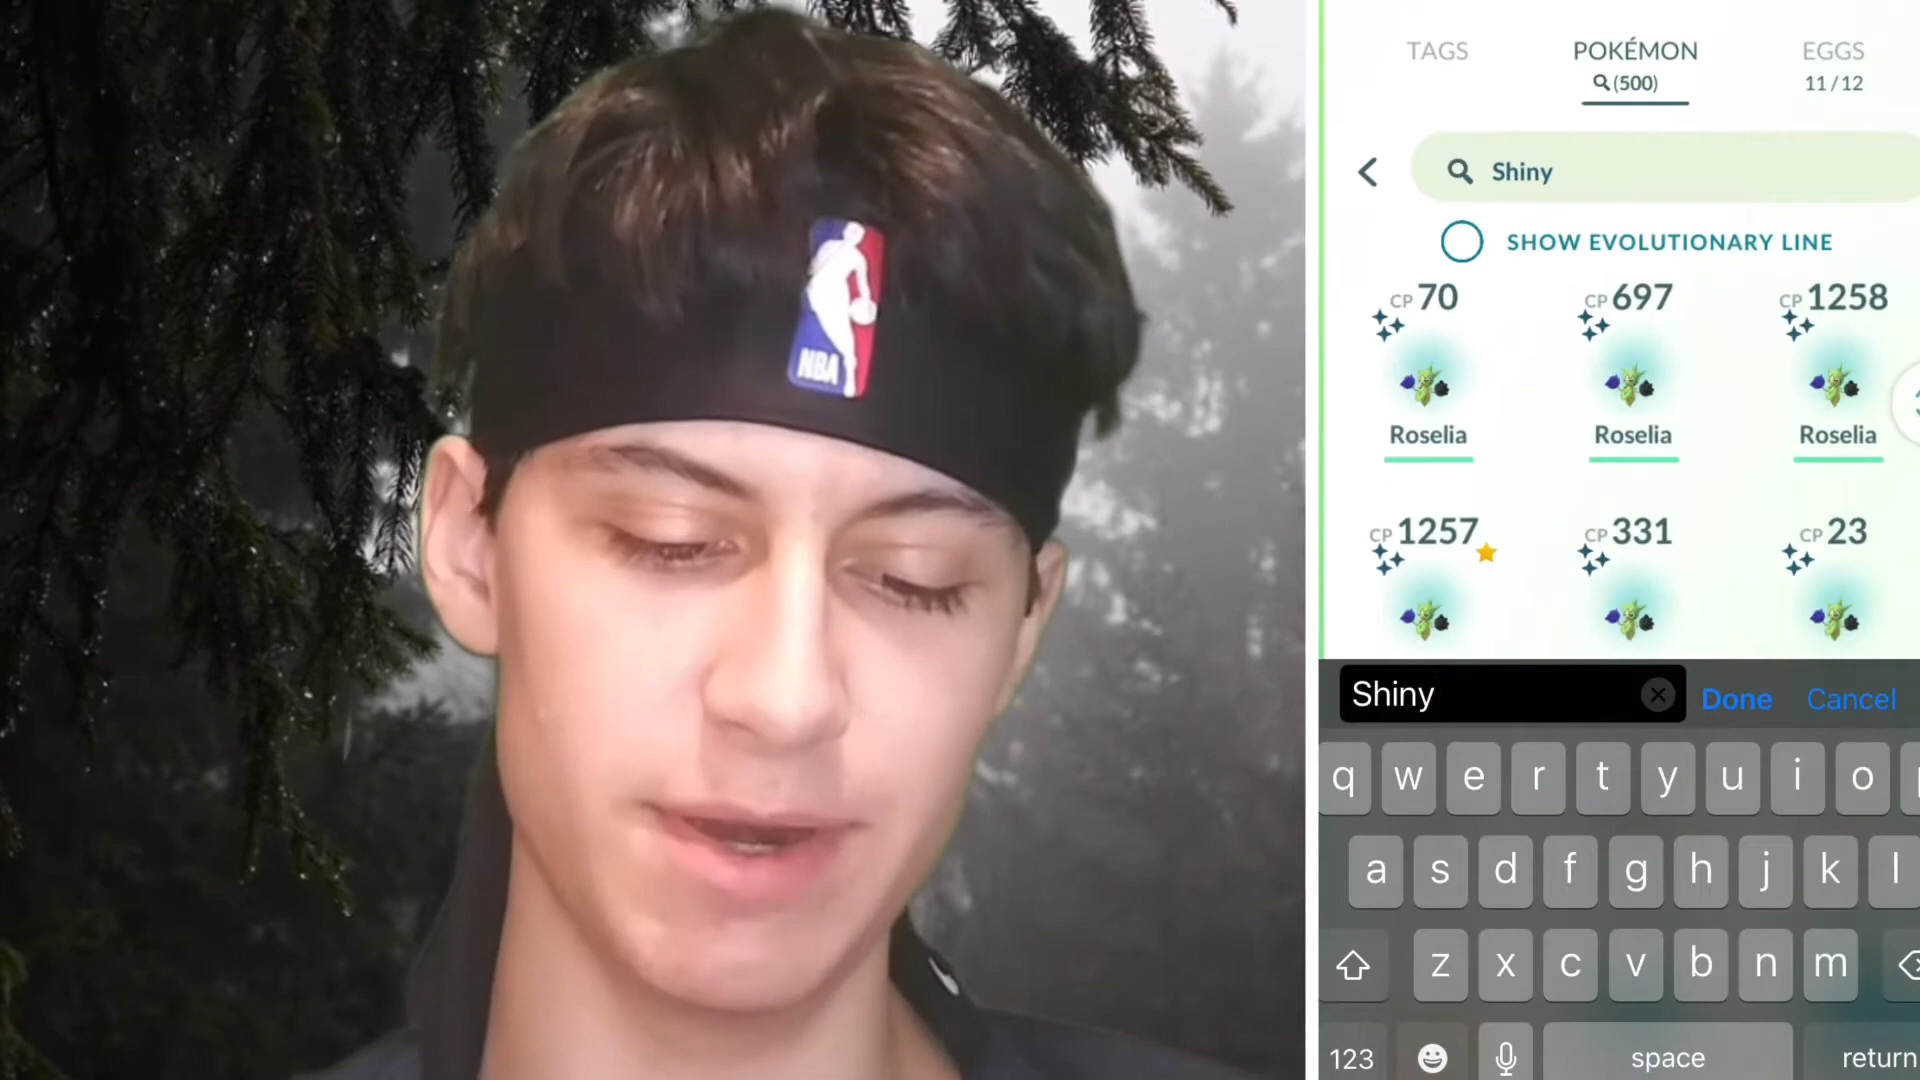 NBA
TAGS
POKÉMON
(500)
EGGS
11 / 12
Shiny
SHOW EVOLUTIONARY LINE
CP 70
CP 697
CP 1258
Roselia
Roselia
Roselia
CP 1257
CP 331
CP 23
Shiny
Done
Cancel
q w e r t y u i o
a s d f g h j k l
z x c v b n m
123
space
return